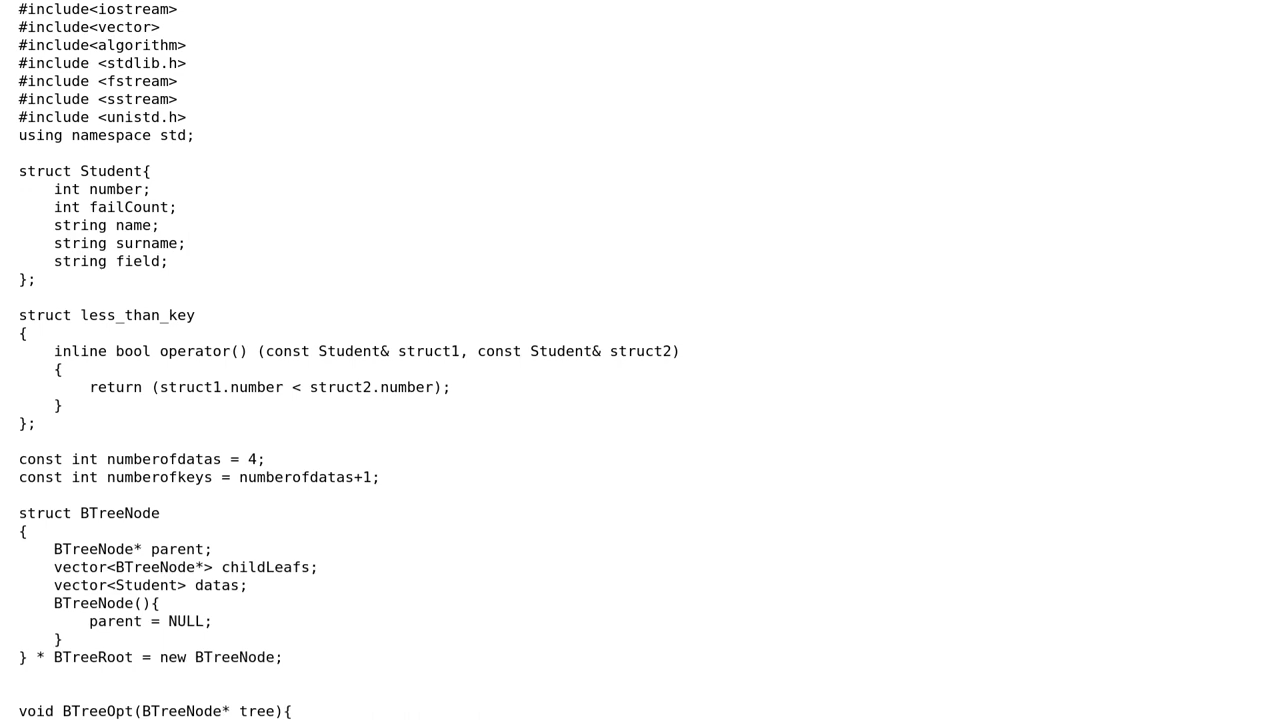 #include<iostream>
#include<vector>
#include<algorithm>
#include <stdlib.h>
#include <fstream>
#include <sstream>
#include <unistd.h>
using namespace std;

struct Student{
    int number;
    int failCount;
    string name;
    string surname;
    string field;
};

struct less_than_key
{
    inline bool operator() (const Student& struct1, const Student& struct2)
    {
        return (struct1.number < struct2.number);
    }
};

const int numberofdatas = 4;
const int numberofkeys = numberofdatas+1;

struct BTreeNode
{
    BTreeNode* parent;
    vector<BTreeNode*> childLeafs;
    vector<Student> datas;
    BTreeNode(){
        parent = NULL;
    }
} * BTreeRoot = new BTreeNode;


void BTreeOpt(BTreeNode* tree){